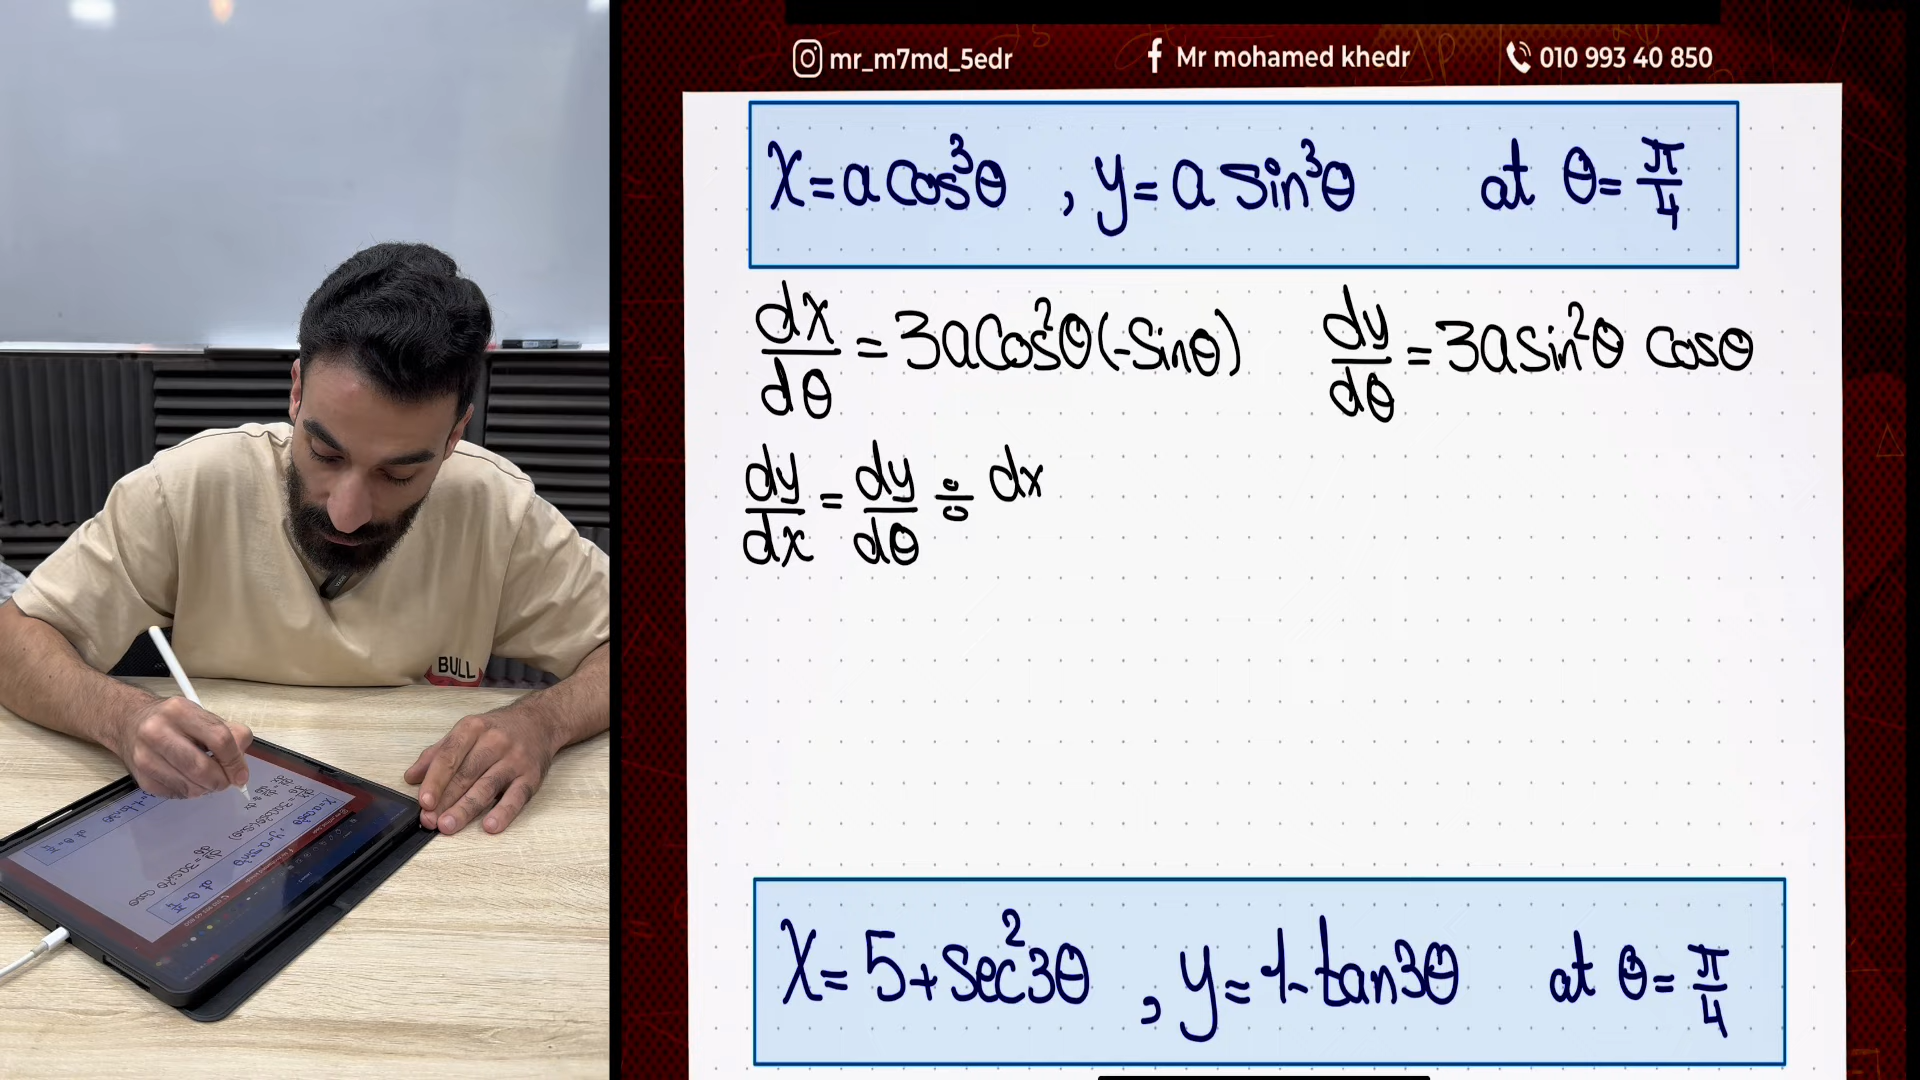 mr_m7md_5edr Mr mohamed khedr 010 993 40 850
x=a cos³θ , y=a sin³θ at θ=π/4
dx/dθ = 3a cos²θ(-sinθ) dy/dθ = 3a sin²θ cosθ
dy/dx = dy/dθ ÷ dx
x=5+sec²3θ , y=1-tan3θ at θ=π/4
BULL